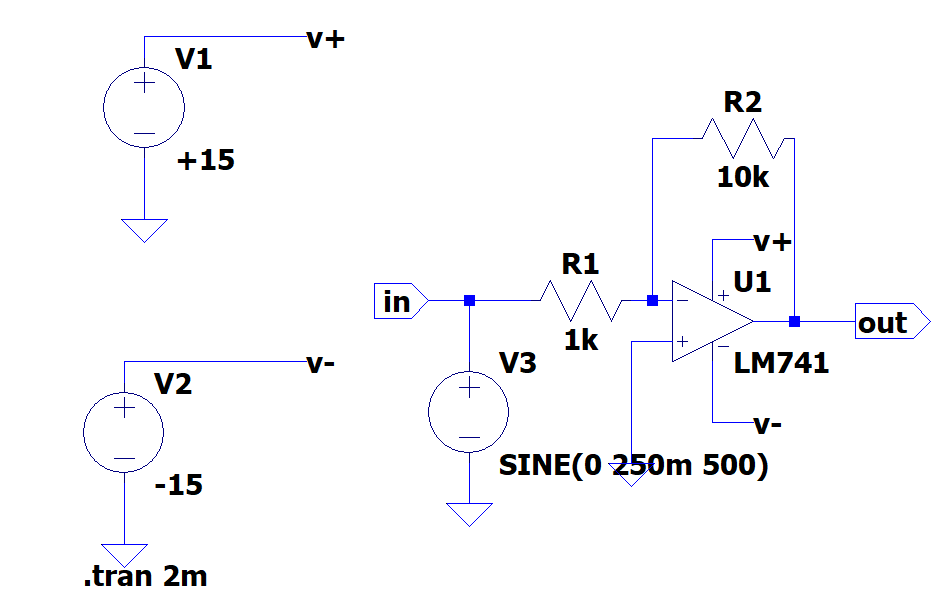 v+
V1
+15
v-
V2
-15
.tran 2m
in
R1
1k
V3
SINE(0 250m 500)
R2
10k
v+
U1
LM741
v-
out